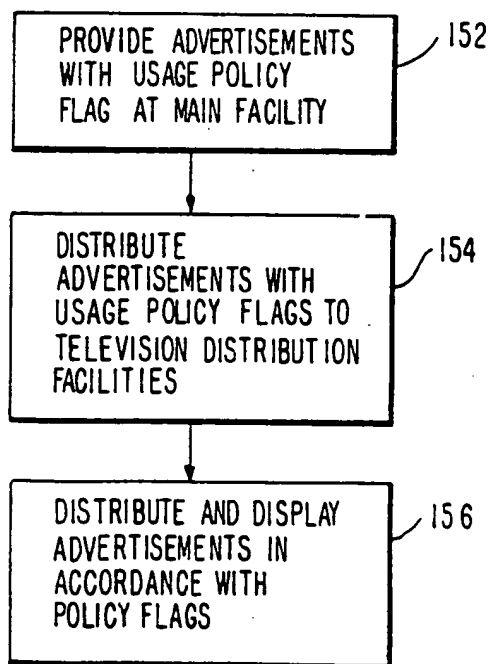 PROVIDE ADVERTISEMENTS
WITH USAGE POLICY
FLAG AT MAIN FACILITY
152
DISTRIBUTE
ADVERTISEMENTS WITH
USAGE POLICY FLAGS TO
TELEVISION DISTRIBUTION
FACILITIES
154
DISTRIBUTE AND DISPLAY
ADVERTISEMENTS IN
ACCORDANCE WITH
POLICY FLAGS
156